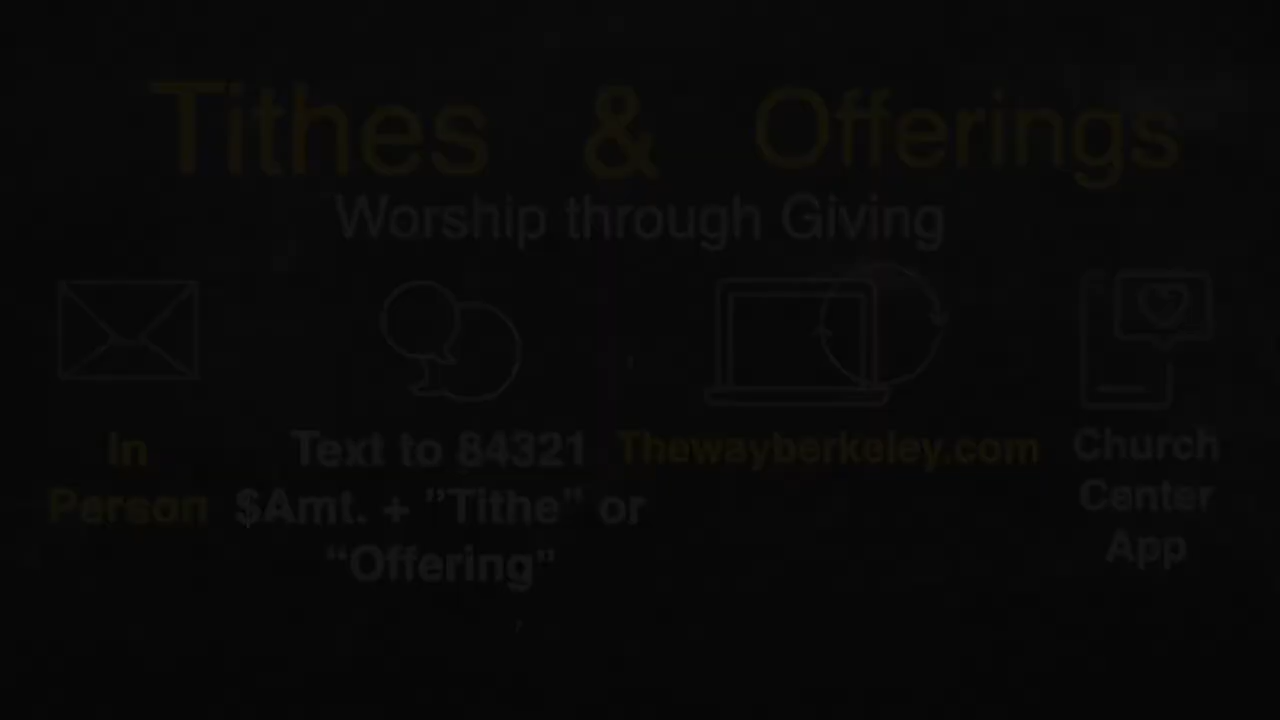 Tithes & Offerings
Worship through Giving
In
Person
Text to 84321
$Amt. + "Tithe" or
“Offering"
Thewayberkeley.com
Church
Center
App